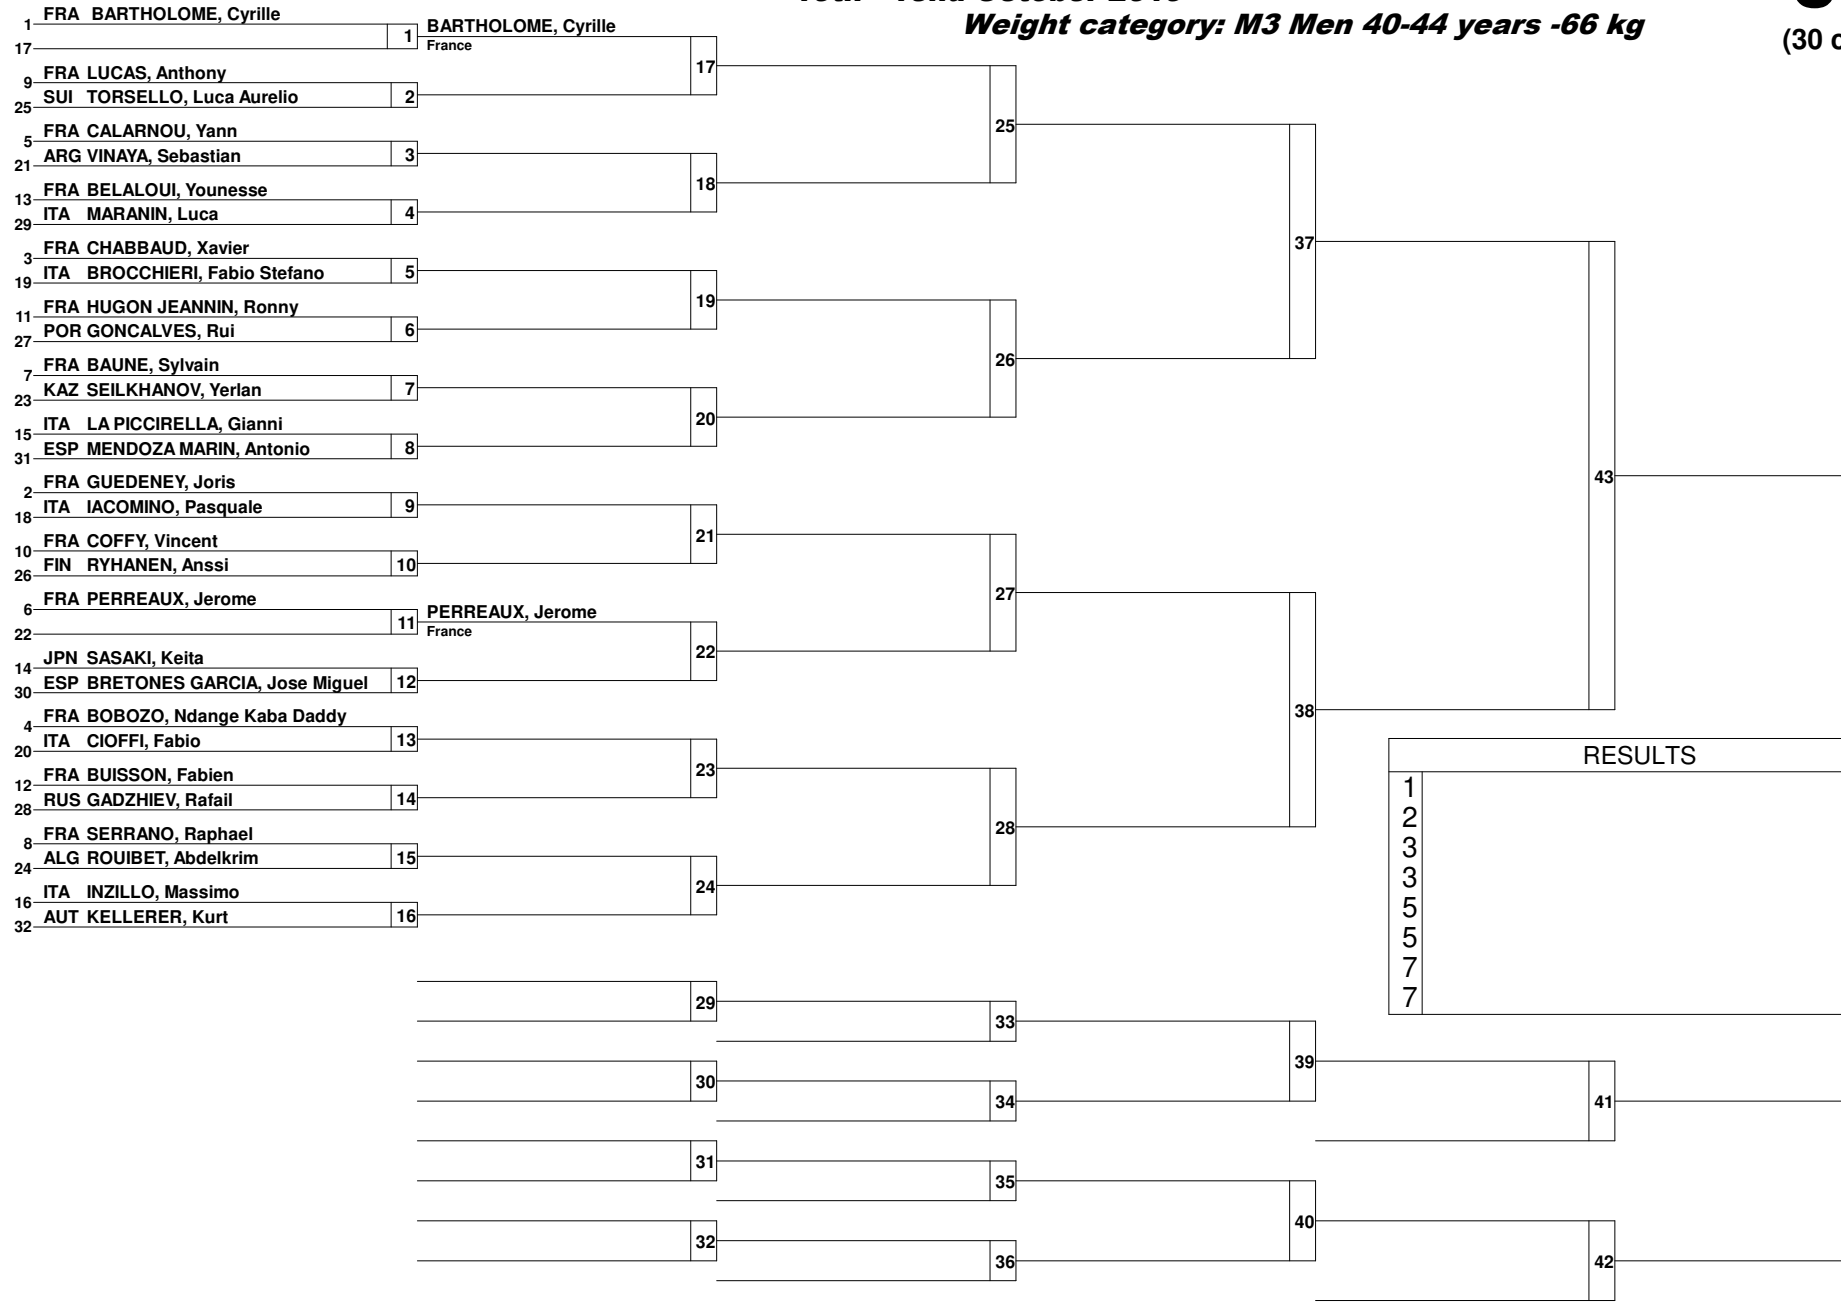 Weight category: M3 Men 40-44 years -66 kg
(30 c
1 FRA BARTHOLOME, Cyrille
17
1 BARTHOLOME, Cyrille
France
9 FRA LUCAS, Anthony
25 SUI TORSELLO, Luca Aurelio
2
5 FRA CALARNOU, Yann
21 ARG VINAYA, Sebastian
3
13 FRA BELALOUI, Younesse
29 ITA MARANIN, Luca
4
3 FRA CHABBAUD, Xavier
19 ITA BROCCHIERI, Fabio Stefano
5
11 FRA HUGON JEANNIN, Ronny
27 POR GONCALVES, Rui
6
7 FRA BAUNE, Sylvain
23 KAZ SEILKHANOV, Yerlan
7
15 ITA LA PICCIRELLA, Gianni
31 ESP MENDOZA MARIN, Antonio
8
2 FRA GUEDENEY, Joris
18 ITA IACOMINO, Pasquale
9
10 FRA COFFY, Vincent
26 FIN RYHANEN, Anssi
10
6 FRA PERREAUX, Jerome
22
11 PERREAUX, Jerome
France
14 JPN SASAKI, Keita
30 ESP BRETONES GARCIA, Jose Miguel
12
4 FRA BOBOZO, Ndange Kaba Daddy
20 ITA CIOFFI, Fabio
13
12 FRA BUISSON, Fabien
28 RUS GADZHIEV, Rafail
14
8 FRA SERRANO, Raphael
24 ALG ROUIBET, Abdelkrim
15
16 ITA INZILLO, Massimo
32 AUT KELLERER, Kurt
16
17
18
19
20
21
22
23
24
25
26
27
28
37
38
43
RESULTS
1
2
3
3
5
5
7
7
29
30
31
32
33
34
35
36
39
40
41
42